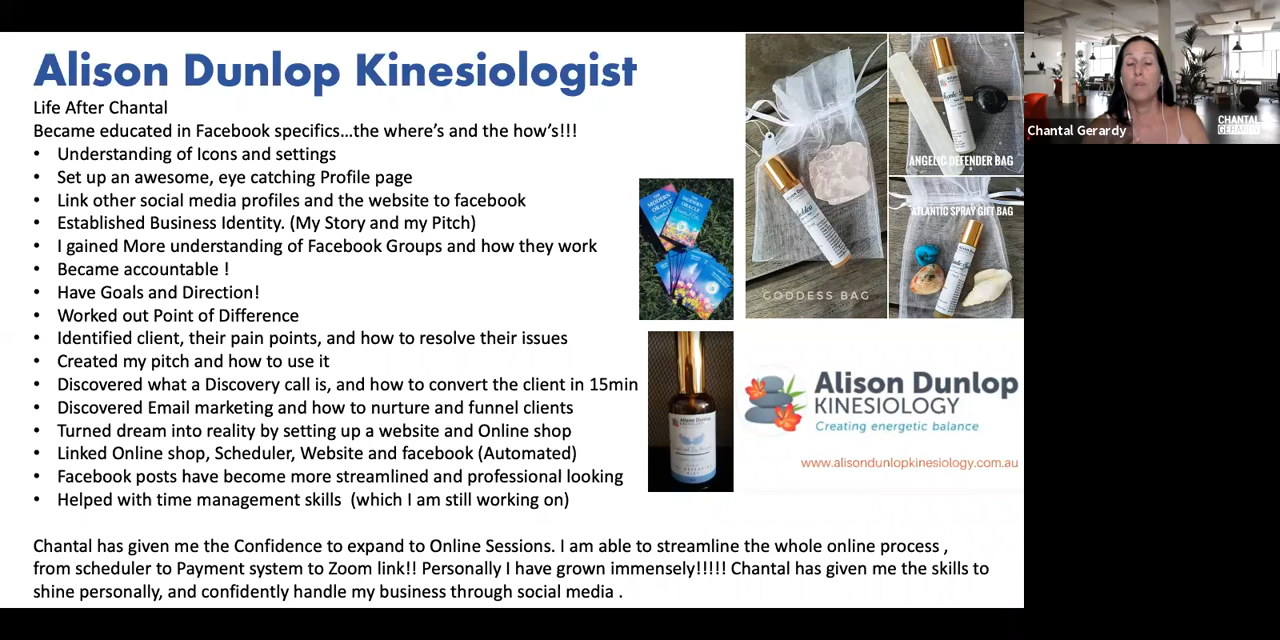 Alison Dunlop Kinesiologist
Life After Chantal
Became educated in Facebook specifics…the where's and the how's!!!
• Understanding of Icons and settings
• Set up an awesome, eye catching Profile page
• Link other social media profiles and the website to facebook
• Established Business Identity. (My Story and my Pitch)
• I gained More understanding of Facebook Groups and how they work
• Became accountable !
• Have Goals and Direction!
• Worked out Point of Difference
• Identified client, their pain points, and how to resolve their issues
• Created my pitch and how to use it
• Discovered what a Discovery call is, and how to convert the client in 15min
• Discovered Email marketing and how to nurture and funnel clients
• Turned dream into reality by setting up a website and Online shop
• Linked Online shop, Scheduler, Website and facebook (Automated)
• Facebook posts have become more streamlined and professional looking
• Helped with time management skills  (which I am still working on)
Chantal has given me the Confidence to expand to Online Sessions. I am able to streamline the whole online process ,
from scheduler to Payment system to Zoom link!! Personally I have grown immensely!!!!! Chantal has given me the skills to
shine personally, and confidently handle my business through social media .
GODDESS BAG
ANGELIC DEFENDER BAG
ATLANTIC SPRAY GIFT BAG
THE MODERN ORACLE
Alison Dunlop
KINESIOLOGY
Alison Dunlop
KINESIOLOGY
Creating energetic balance
www.alisondunlopkinesiology.com.au
Chantal Gerardy
CHANTAL
GERARDY